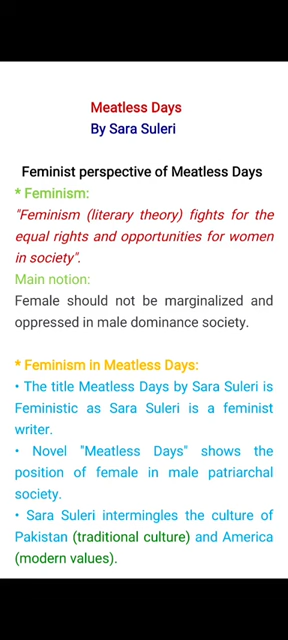 Meatless Days
By Sara Suleri
Feminist perspective of Meatless Days
* Feminism:
"Feminism (literary theory) fights for the
equal rights and opportunities for women
in society".
Main notion:
Female should not be marginalized and
oppressed in male dominance society.
* Feminism in Meatless Days:
• The title Meatless Days by Sara Suleri is
Feministic as Sara Suleri is a feminist
writer.
• Novel "Meatless Days" shows the
position of female in male patriarchal
society.
• Sara Suleri intermingles the culture of
Pakistan (traditional culture) and America
(modern values).